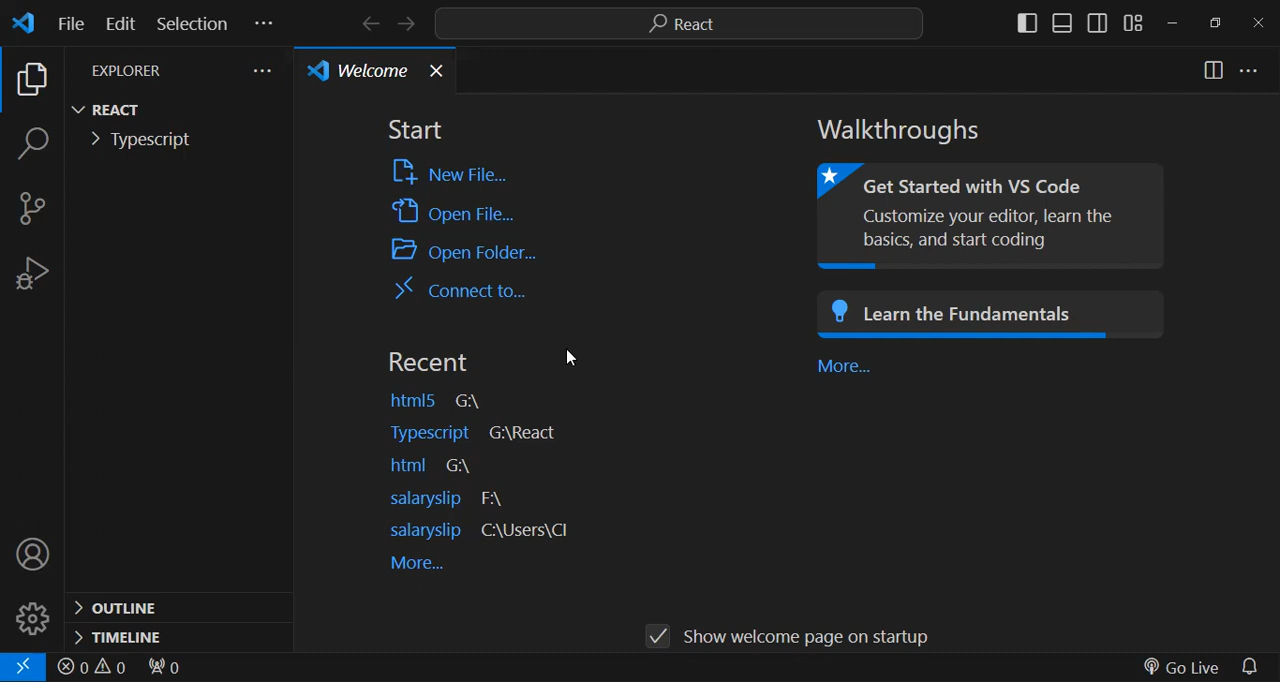 File Edit Selection ···
React
EXPLORER ···
REACT
Typescript
OUTLINE
TIMELINE
Welcome
Start
New File...
Open File...
Open Folder...
Connect to...
Recent
html5 G:\
Typescript G:\React
html G:\
salaryslip F:\
salaryslip C:\Users\CI
More...
Walkthroughs
Get Started with VS Code
Customize your editor, learn the
basics, and start coding
Learn the Fundamentals
More...
Show welcome page on startup
0 0 0
Go Live